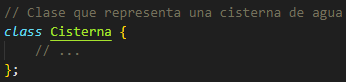 // Clase que representa una cisterna de agua
class Cisterna {
    // ...
};